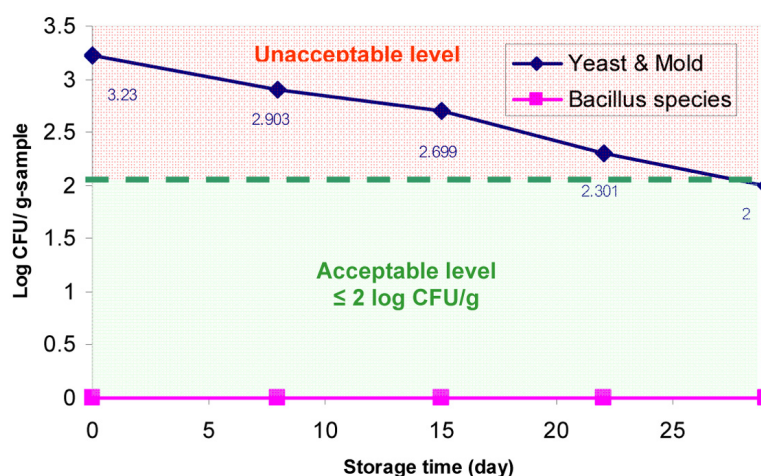 3.5
3
2.5
2
1.5
1
0.5
0
Log CFU/ g-sample
Unacceptable level
Yeast & Mold
Bacillus species
3.23
2.903
2.699
2.301
2
Acceptable level
≤ 2 log CFU/g
0 5 10 15 20 25
Storage time (day)